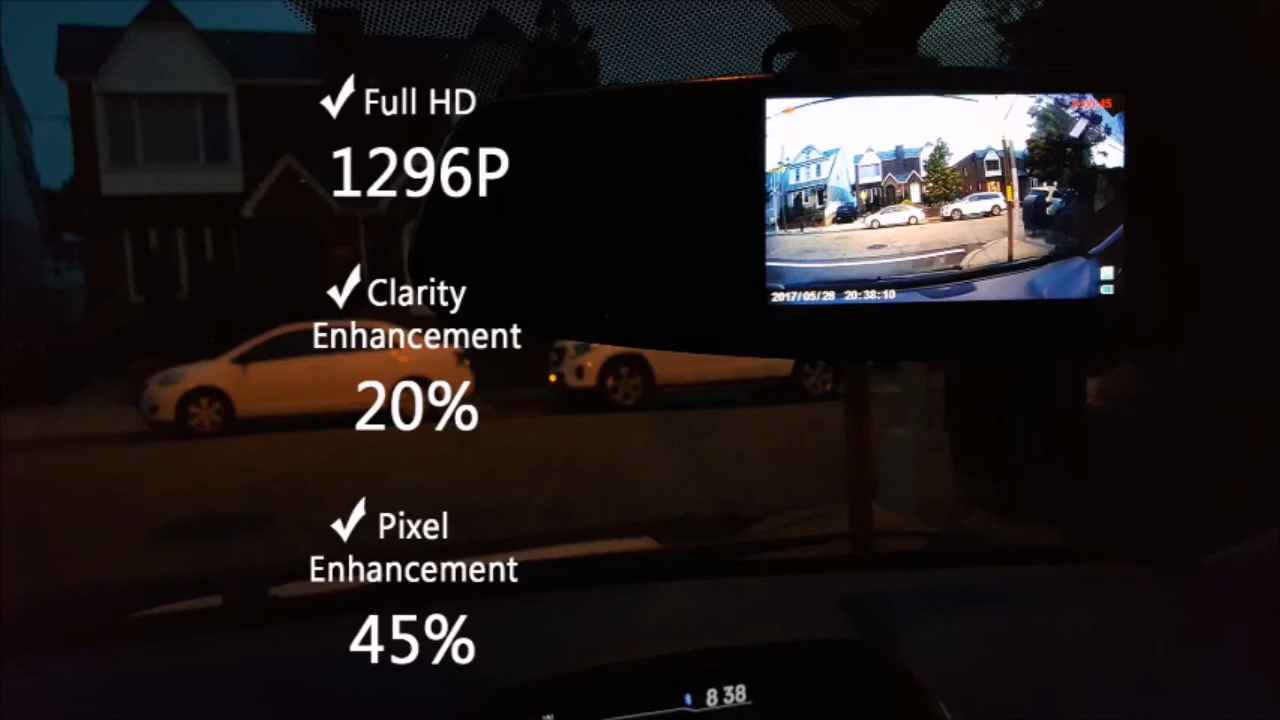 Full HD
1296P
Clarity
Enhancement
20%
Pixel
Enhancement
45%
2017/05/28 20:38:10
8 38